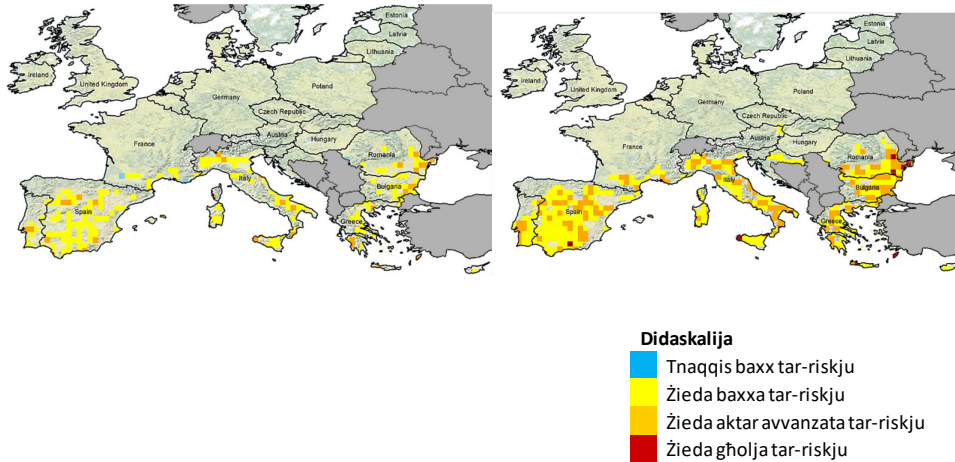 Estonia
Latvia
Lithuania
Ireland
United Kingdom
Germany
Poland
Czech Republic
France
Austria
Hungary
Romania
Italy
Bulgaria
Spain
Greece
Estonia
Latvia
Lithuania
Ireland
United Kingdom
Germany
Poland
Czech Republic
France
Austria
Hungary
Romania
Italy
Bulgaria
Spain
Greece
Didaskalija
Tnaqqis baxx tar-riskju
Żieda baxxa tar-riskju
Żieda aktar avvanzata tar-riskju
Żieda għolja tar-riskju